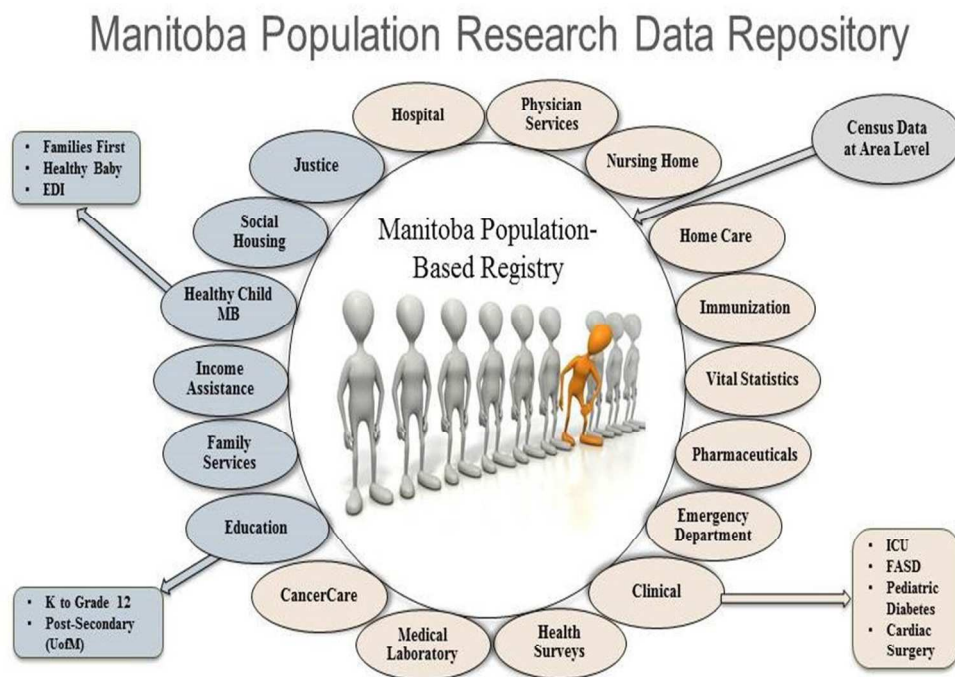 Manitoba Population Research Data Repository
Hospital
Physician
Services
Nursing Home
Census Data
at Area Level
Home Care
Immunization
Vital Statistics
Pharmaceuticals
Emergency
Department
Clinical
• ICU
• FASD
• Pediatric
Diabetes
• Cardiac
Surgery
Health
Surveys
Medical
Laboratory
CancerCare
Education
• K to Grade 12
• Post-Secondary
(UofM)
Family
Services
Income
Assistance
Healthy Child
MB
• Families First
• Healthy Baby
• EDI
Social
Housing
Justice
Manitoba Population-
Based Registry